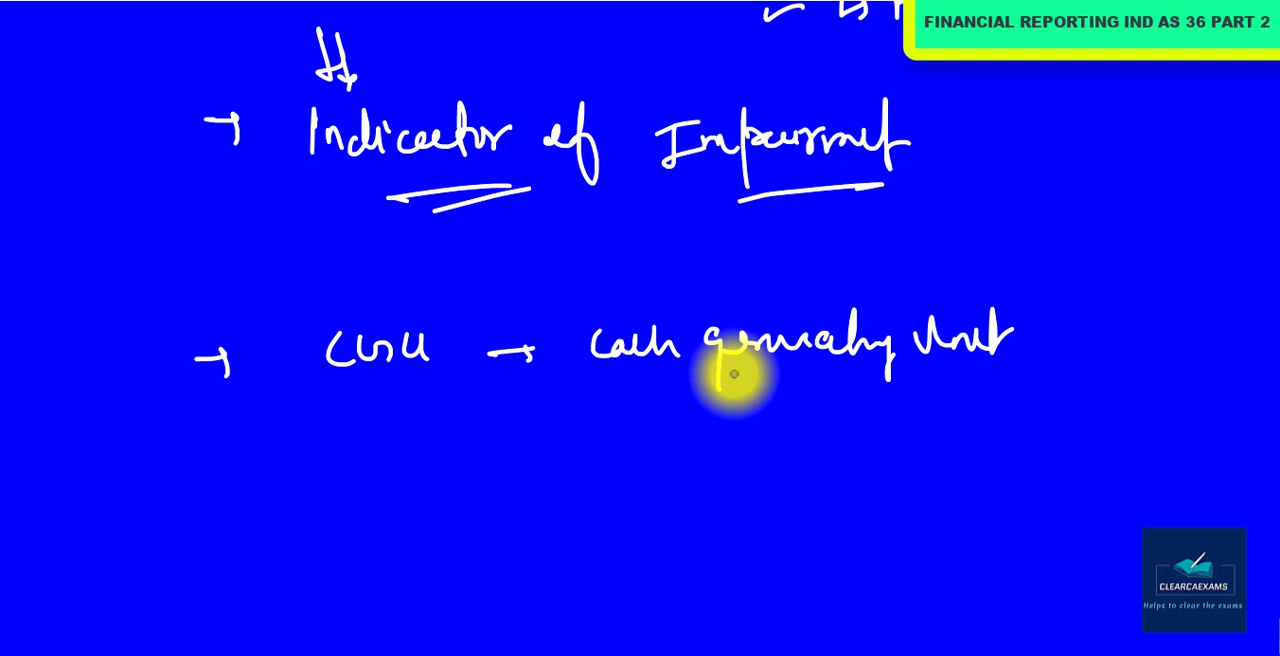 FINANCIAL REPORTING IND AS 36 PART 2
→ Indicator of Impairment
→ CGU → Cash generating Unit
CLEARCAEXAMS
Helps to clear the exams